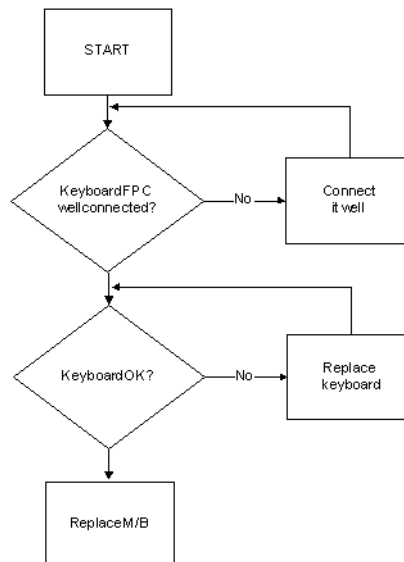 START
KeyboardFPC
wellconnected?
No
Connect
it well
KeyboardOK?
No
Replace
keyboard
ReplaceM/B